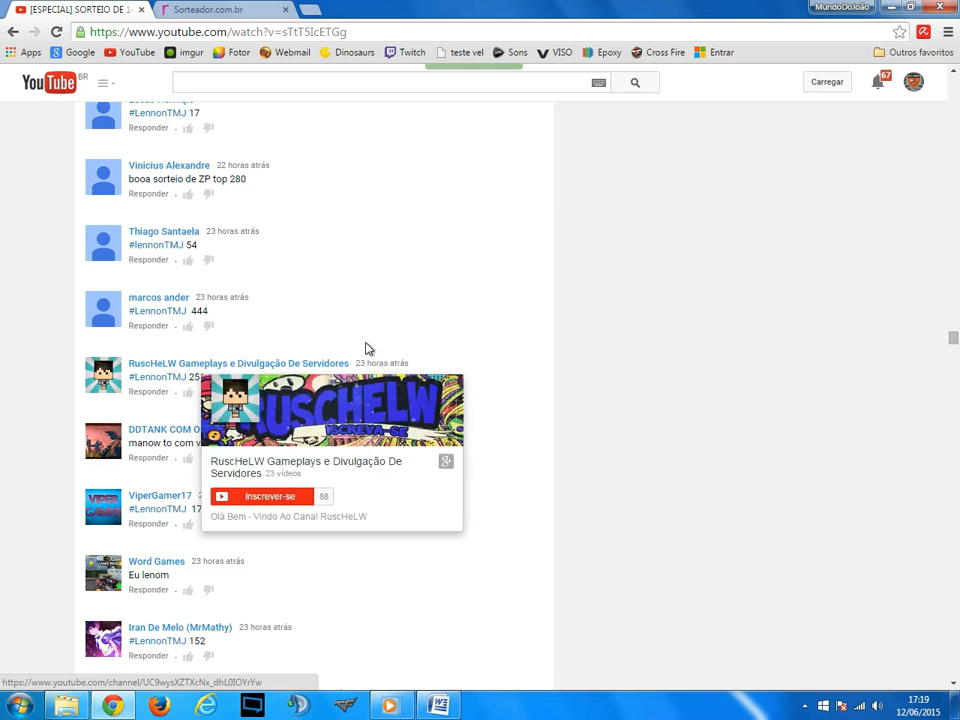 [ESPECIAL] SORTEIO DE 1
Sorteador.com.br
MundoDoJoão
https://www.youtube.com/watch?v=sTtT5IcETGg
Apps Google YouTube imgur Fotor Webmail Dinosaurs Twitch teste vel Sons VISO Epoxy Cross Fire Entrar Outros favoritos
YouTube BR
Carregar
67
#LennonTMJ 17
Responder
Vinicius Alexandre 22 horas atrás
booa sorteio de ZP top 280
Responder
Thiago Santaela 23 horas atrás
#lennonTMJ 54
Responder
marcos ander 23 horas atrás
#LennonTMJ 444
Responder
RuscHeLW Gameplays e Divulgação De Servidores 23 horas atrás
#LennonTMJ 25
Responder
RUSCHELW
ISCREVA-SE
RuscHeLW Gameplays e Divulgação De
Servidores 23 vídeos
Inscrever-se 88
Olá Bem - Vindo Ao Canal RuscHeLW
DDTANK COM O
manow to com v
Responder
VIPER
GAMER
ViperGamer17
#LennonTMJ 17
Responder
Word Games 23 horas atrás
Eu lenom
Responder
Iran De Melo (MrMathy) 23 horas atrás
#LennonTMJ 152
Responder
https://www.youtube.com/channel/UC9wysXZTXcNx_dhL0IOYrYw
17:19
12/06/2015